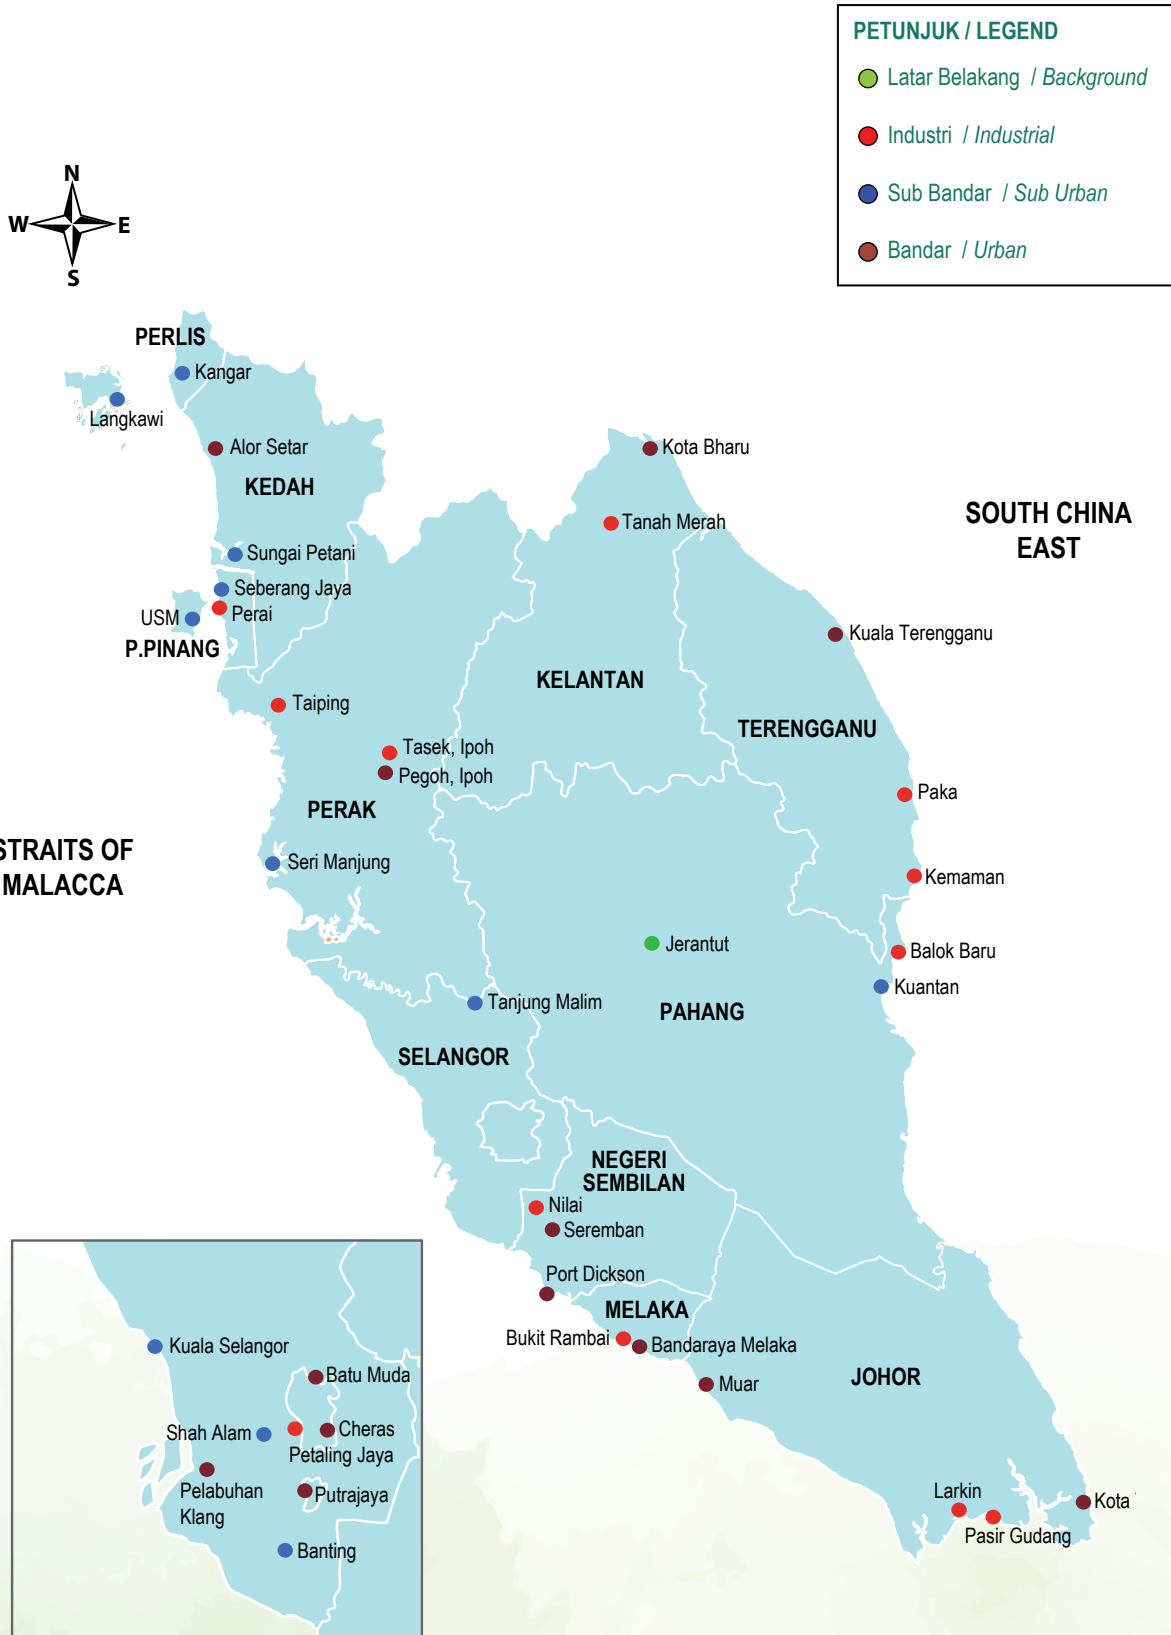 PETUNJUK / LEGEND
Latar Belakang / Background
Industri / Industrial
Sub Bandar / Sub Urban
Bandar / Urban
N
W E
S
PERLIS
Kangar
Langkawi
Alor Setar
KEDAH
Kota Bharu
Tanah Merah
SOUTH CHINA
EAST
Sungai Petani
Seberang Jaya
USM
Perai
P.PINANG
Kuala Terengganu
KELANTAN
Taiping
TERENGGANU
Tasek, Ipoh
Pegoh, Ipoh
PERAK
Paka
STRAITS OF
MALACCA
Seri Manjung
Kemaman
Jerantut
Balok Baru
Kuantan
Tanjung Malim
PAHANG
SELANGOR
NEGERI
SEMBILAN
Nilai
Seremban
Port Dickson
MELAKA
Bukit Rambai
Bandaraya Melaka
Muar
JOHOR
Larkin
Pasir Gudang
Kota
Kuala Selangor
Batu Muda
Shah Alam
Cheras
Petaling Jaya
Pelabuhan
Klang
Putrajaya
Banting